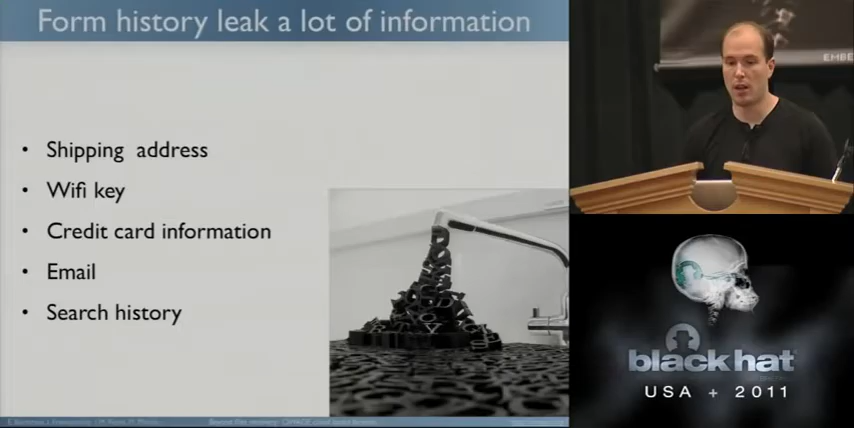 Form history leak a lot of information
• Shipping address
• Wifi key
• Credit card information
• Email
• Search history
black hat
USA + 2011